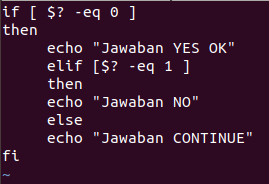 if [ $? -eq 0 ]
then
echo "Jawaban YES OK"
elif [$? -eq 1 ]
then
echo "Jawaban NO"
else
echo "Jawaban CONTINUE"
fi
~